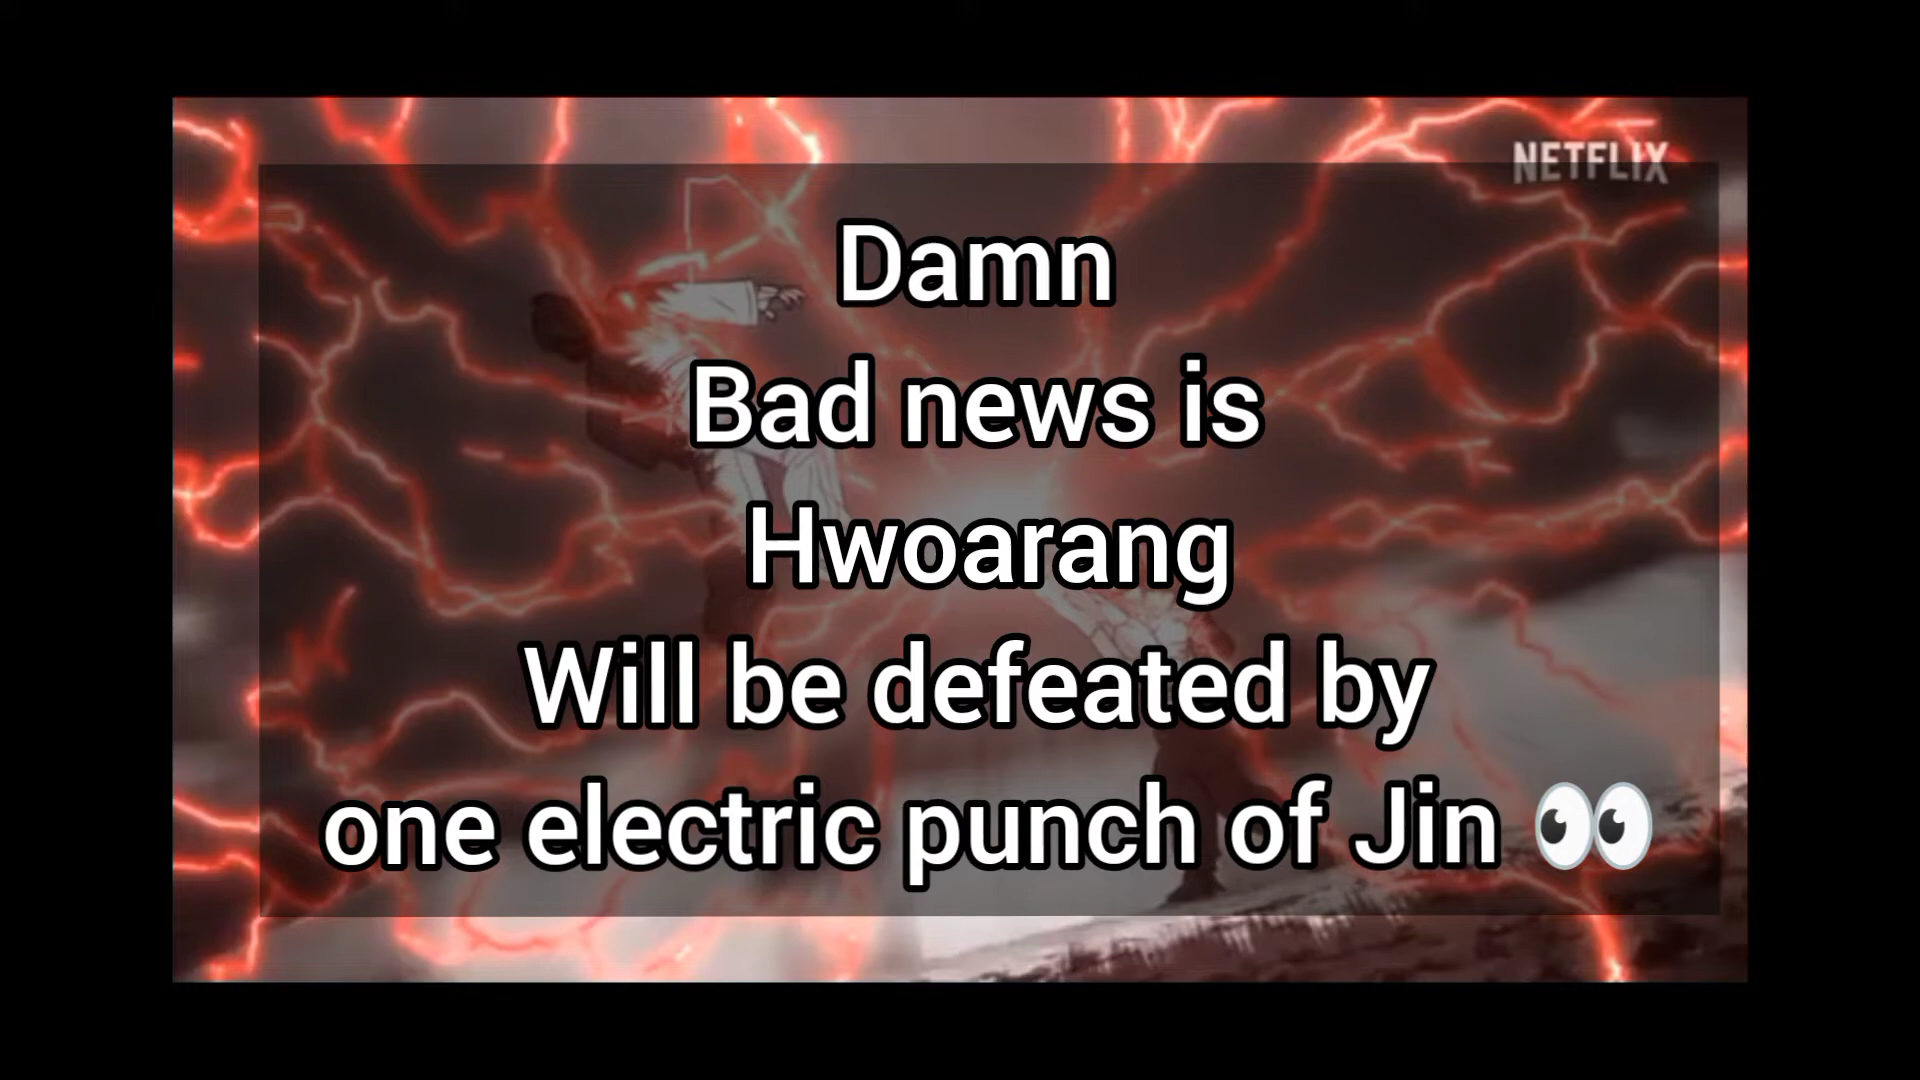 NETFLIX
Damn
Bad news is
Hwoarang
Will be defeated by
one electric punch of Jin 👀